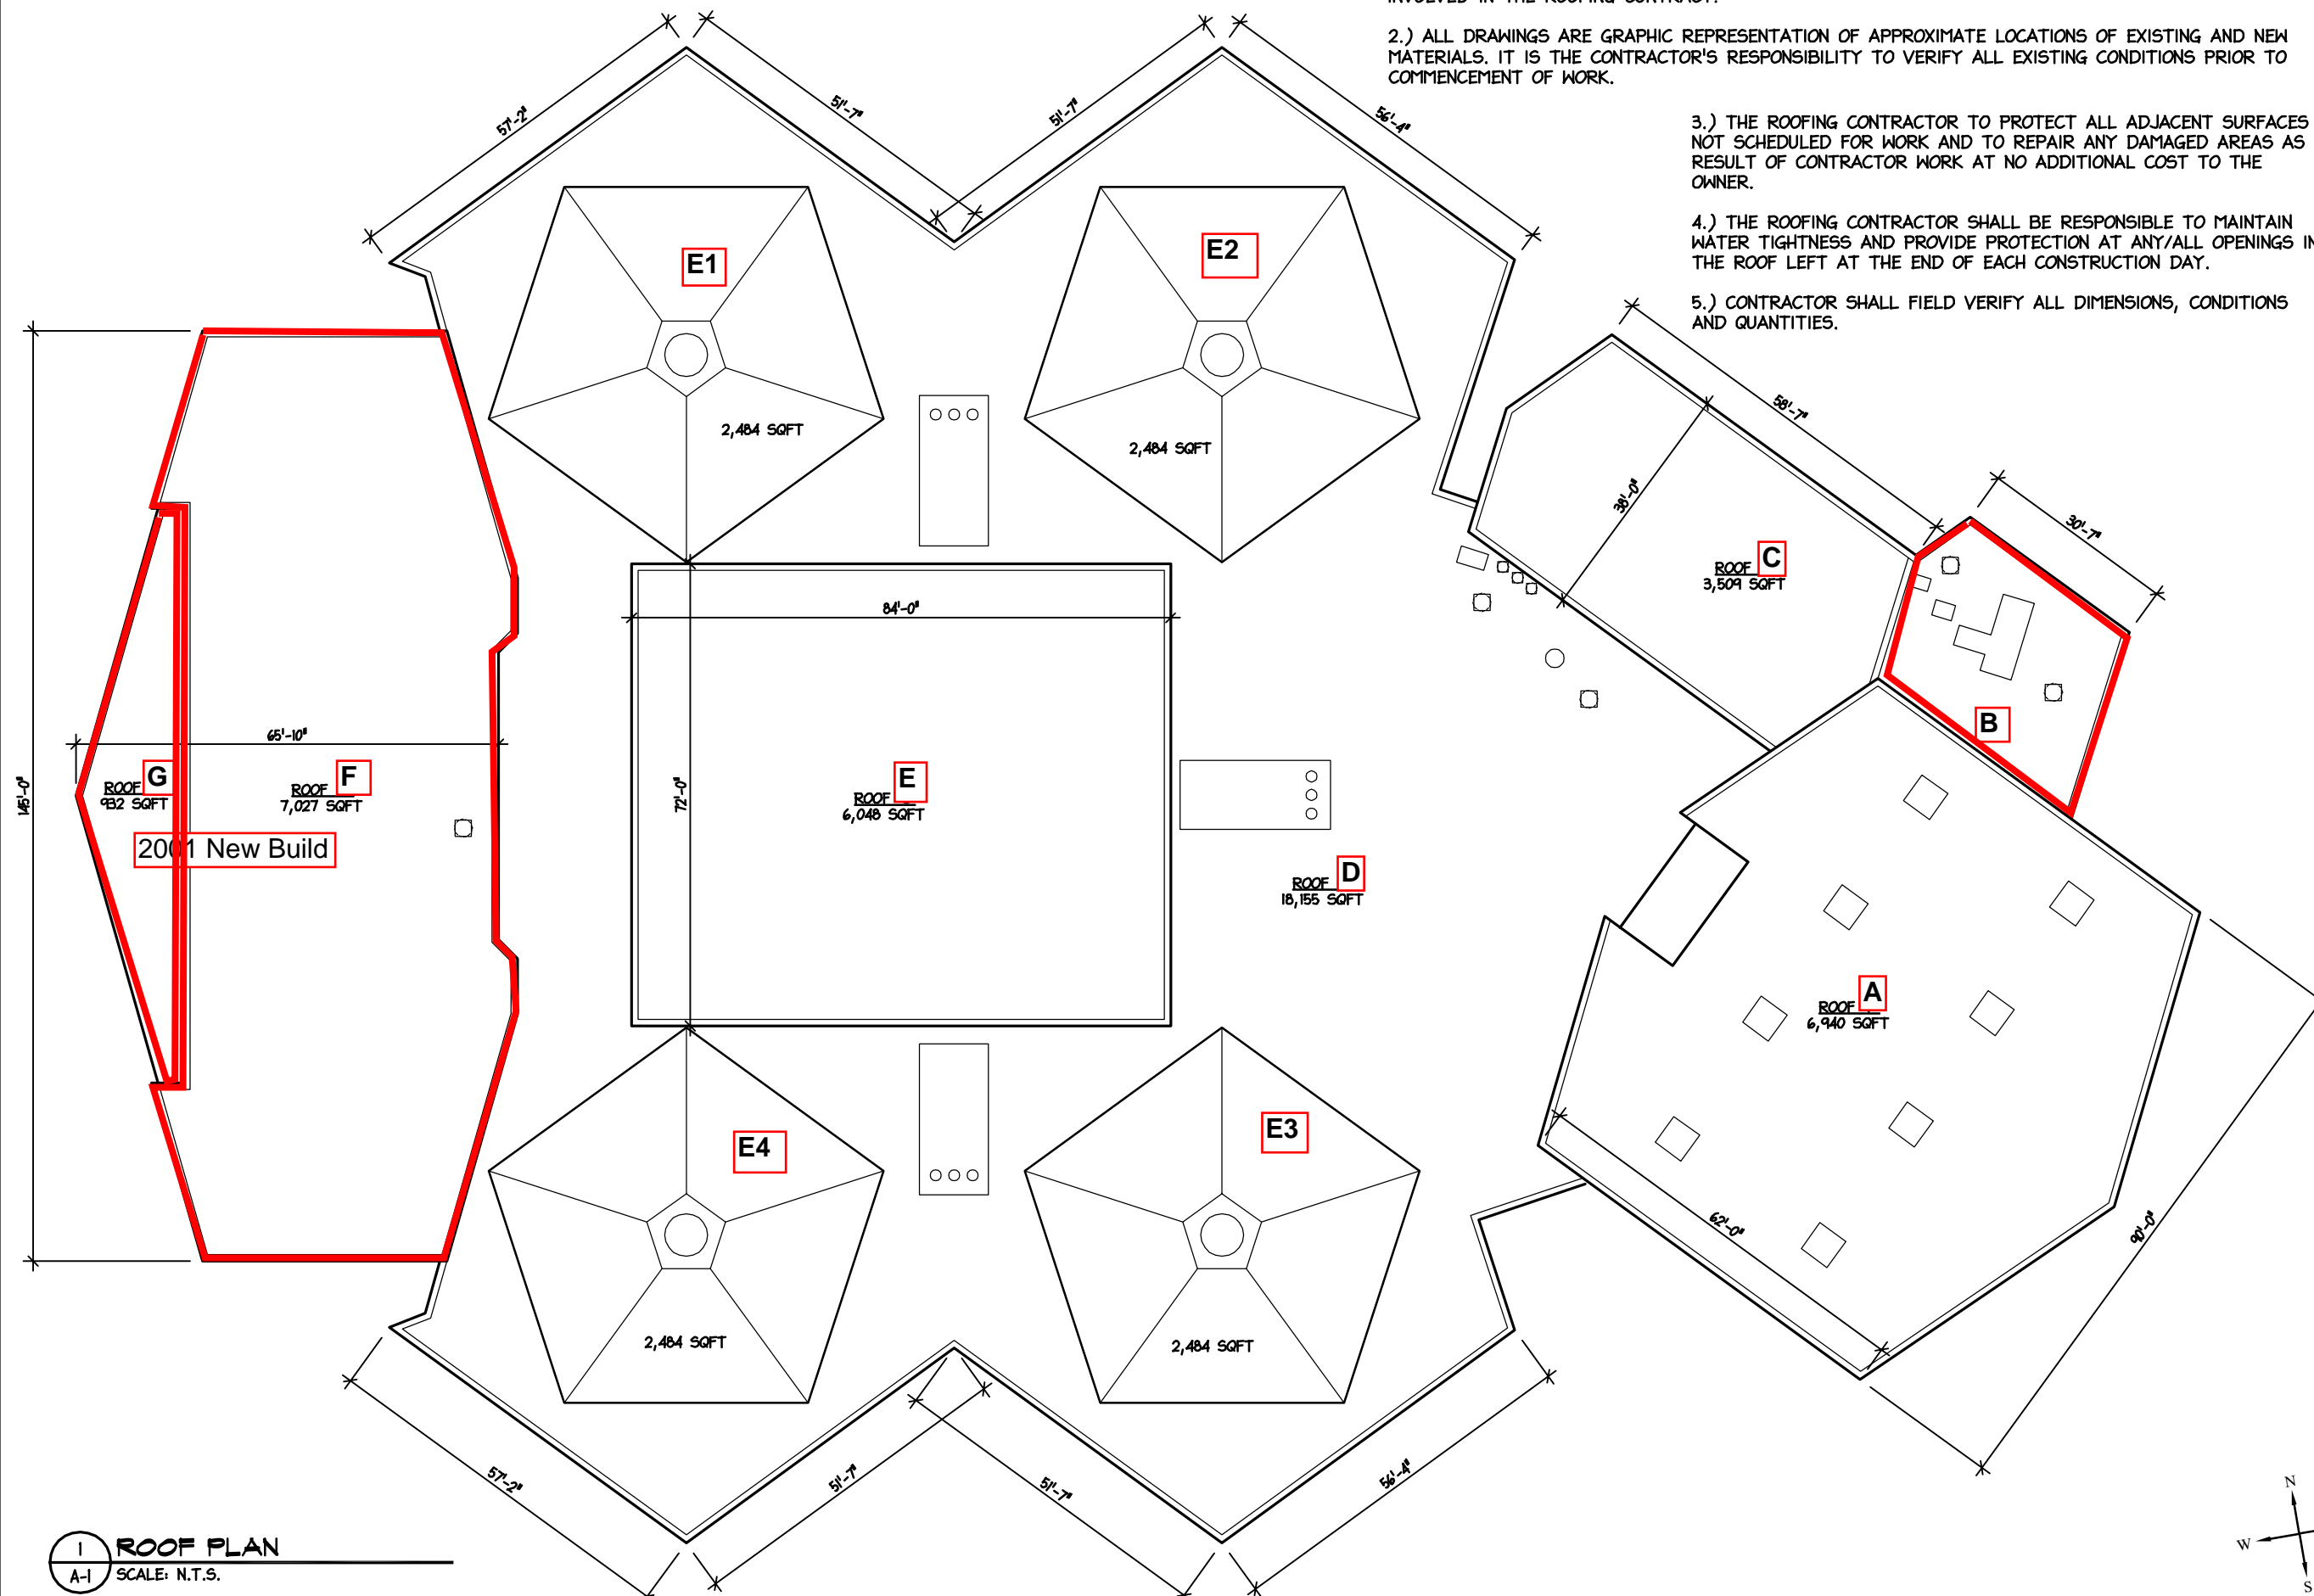 INVOLVED IN THE ROOFING CONTRACT.
2.) ALL DRAWINGS ARE GRAPHIC REPRESENTATION OF APPROXIMATE LOCATIONS OF EXISTING AND NEW
MATERIALS. IT IS THE CONTRACTOR'S RESPONSIBILITY TO VERIFY ALL EXISTING CONDITIONS PRIOR TO
COMMENCEMENT OF WORK.
3.) THE ROOFING CONTRACTOR TO PROTECT ALL ADJACENT SURFACES
NOT SCHEDULED FOR WORK AND TO REPAIR ANY DAMAGED AREAS AS
RESULT OF CONTRACTOR WORK AT NO ADDITIONAL COST TO THE
OWNER.
4.) THE ROOFING CONTRACTOR SHALL BE RESPONSIBLE TO MAINTAIN
WATER TIGHTNESS AND PROVIDE PROTECTION AT ANY/ALL OPENINGS IN
THE ROOF LEFT AT THE END OF EACH CONSTRUCTION DAY.
5.) CONTRACTOR SHALL FIELD VERIFY ALL DIMENSIONS, CONDITIONS
AND QUANTITIES.
57'-2"
51'-7"
51'-7"
56'-4"
E1
2,484 SQFT
E2
2,484 SQFT
58'-7"
38'-0"
30'-7"
ROOF C
3,509 SQFT
B
84'-0"
72'-0"
145'-0"
65'-10"
ROOF G
932 SQFT
ROOF F
7,027 SQFT
2001 New Build
ROOF E
6,048 SQFT
ROOF D
18,155 SQFT
ROOF A
6,940 SQFT
62'-0"
90'-0"
E4
2,484 SQFT
E3
2,484 SQFT
57'-2"
51'-7"
51'-7"
56'-4"
1
A-1
ROOF PLAN
SCALE: N.T.S.
N
W
S